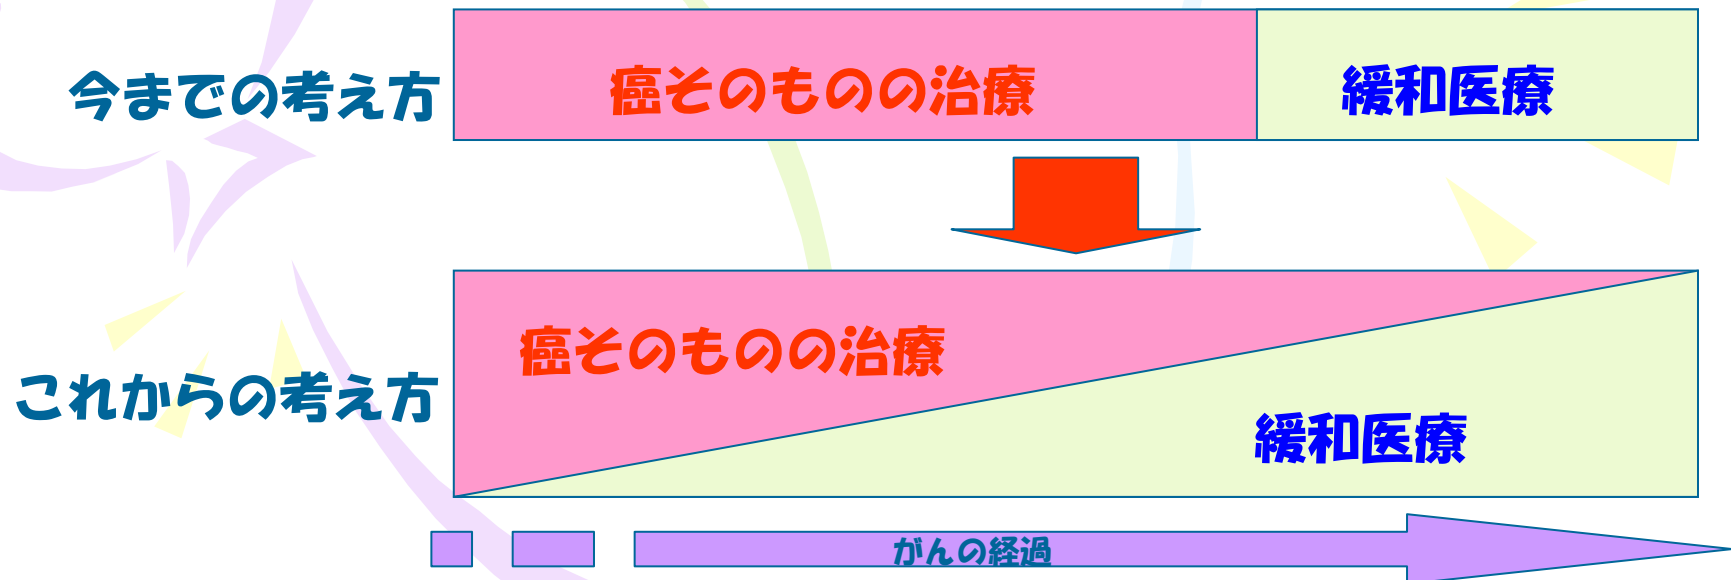 今までの考え方
癌そのものの治療
緩和医療
これからの考え方
癌そのものの治療
緩和医療
がんの経過